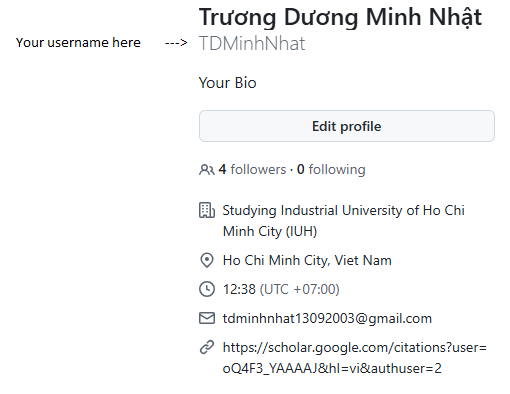 Trương Dương Minh Nhật
Your username here ---> TDMinhNhat
Your Bio
Edit profile
4 followers · 0 following
Studying Industrial University of Ho Chi
Minh City (IUH)
Ho Chi Minh City, Viet Nam
12:38 (UTC +07:00)
tdminhnhat13092003@gmail.com
https://scholar.google.com/citations?user=
oQ4F3_YAAAAJ&hl=vi&authuser=2